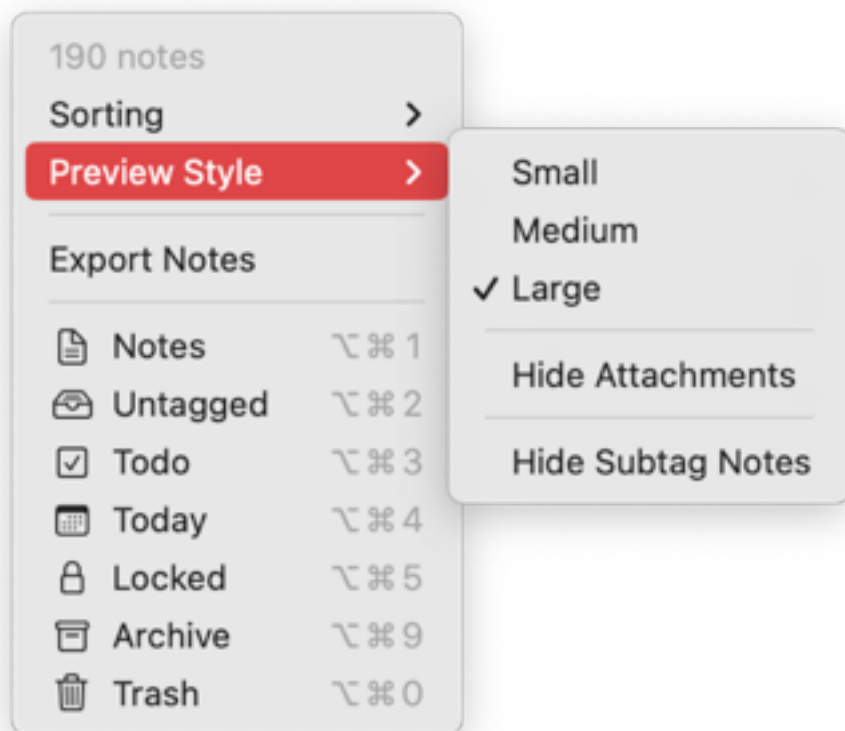 190 notes
Sorting
Preview Style
Export Notes
Notes ⌥⌘1
Untagged ⌥⌘2
Todo ⌥⌘3
Today ⌥⌘4
Locked ⌥⌘5
Archive ⌥⌘9
Trash ⌥⌘0
Small
Medium
✓ Large
Hide Attachments
Hide Subtag Notes